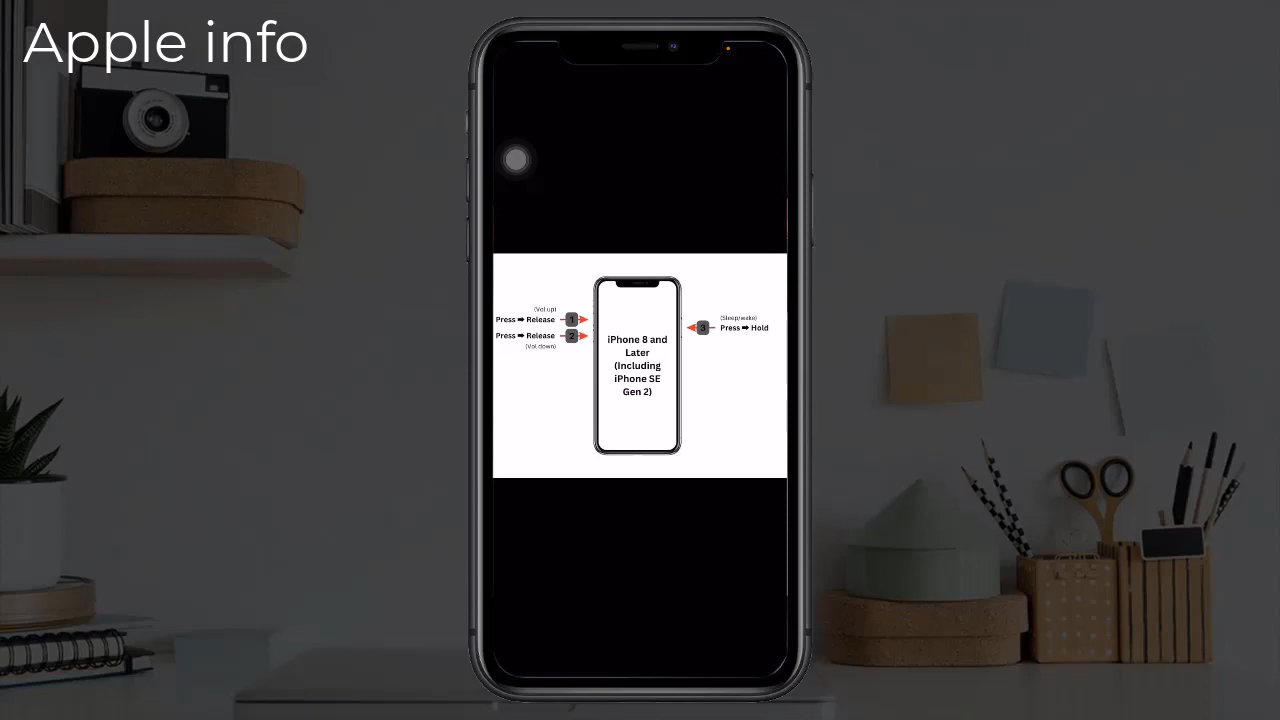 Apple info
(Vol up)
Press ➡ Release 1
Press ➡ Release 2
(Vol down)
iPhone 8 and
Later
(Including
iPhone SE
Gen 2)
(Sleep/wake)
3 Press ➡ Hold